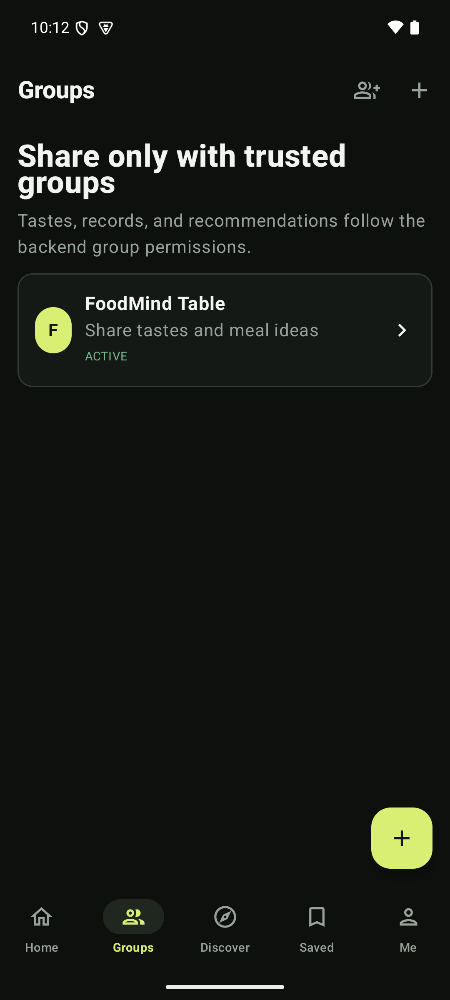 10:12
Groups
Share only with trusted
groups
Tastes, records, and recommendations follow the
backend group permissions.
F
FoodMind Table
Share tastes and meal ideas
ACTIVE
Home
Groups
Discover
Saved
Me